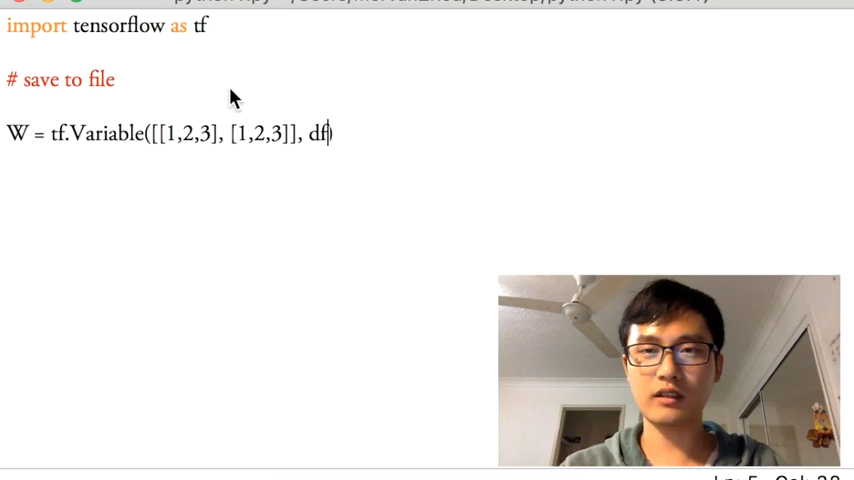 import tensorflow as tf
# save to file
W = tf.Variable([[1,2,3], [1,2,3]], df)